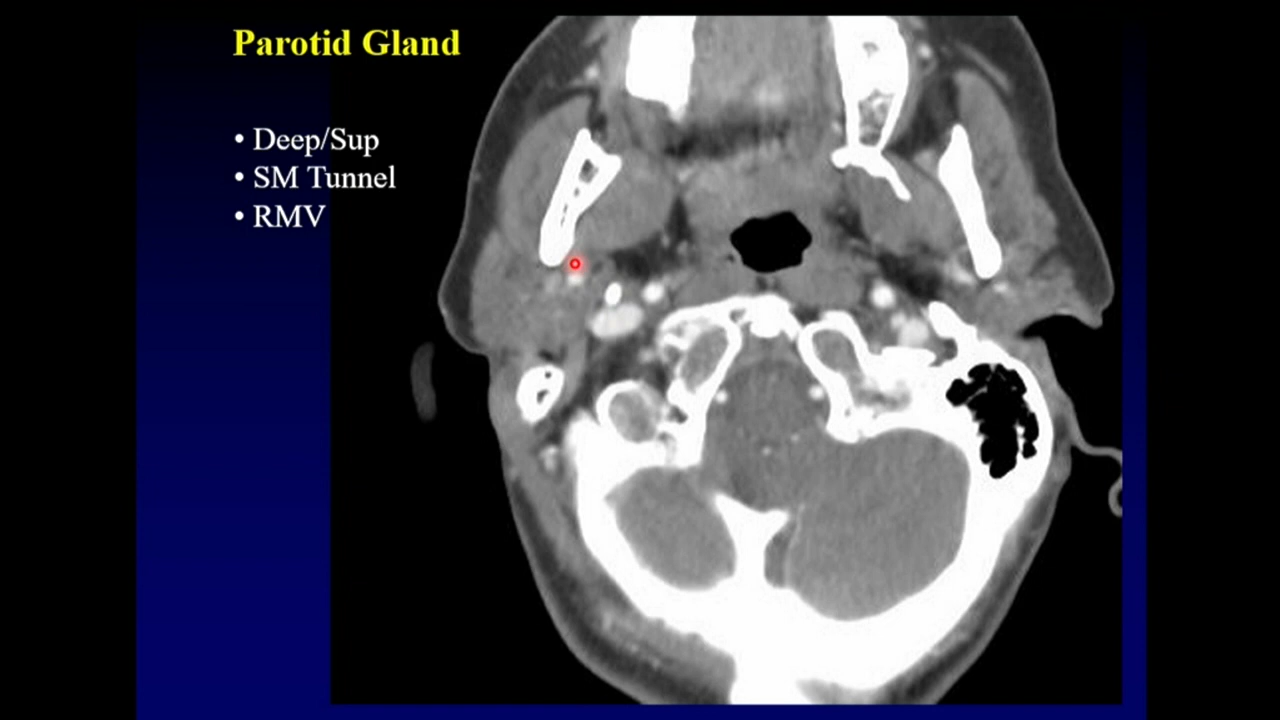 Parotid Gland
• Deep/Sup
• SM Tunnel
• RMV